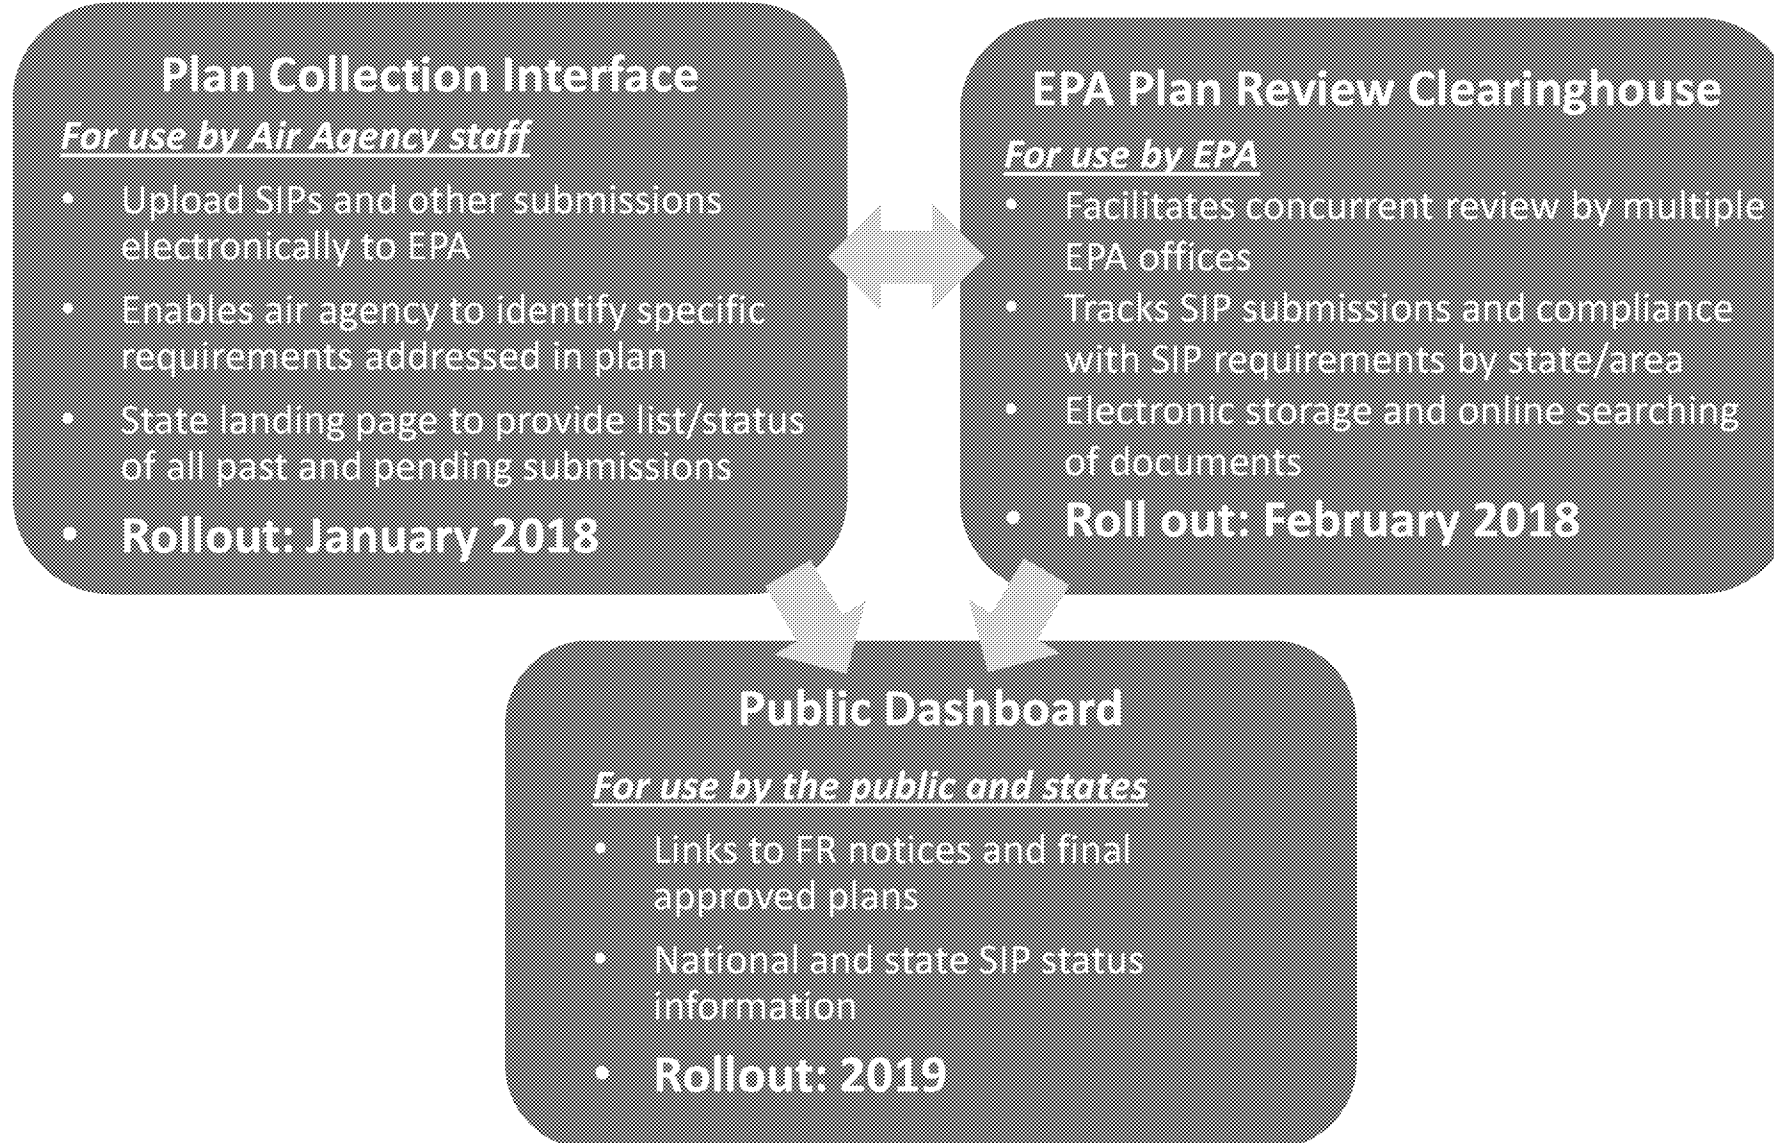 Plan Collection Interface
For use by Air Agency staff
• Upload SIPs and other submissions
electronically to EPA
• Enables air agency to identify specific
requirements addressed in plan
• State landing page to provide list/status
of all past and pending submissions
• Rollout: January 2018
EPA Plan Review Clearinghouse
For use by EPA
• Facilitates concurrent review by multiple
EPA offices
• Tracks SIP submissions and compliance
with SIP requirements by state/area
• Electronic storage and online searching
of documents
• Roll out: February 2018
Public Dashboard
For use by the public and states
• Links to FR notices and final
approved plans
• National and state SIP status
information
• Rollout: 2019